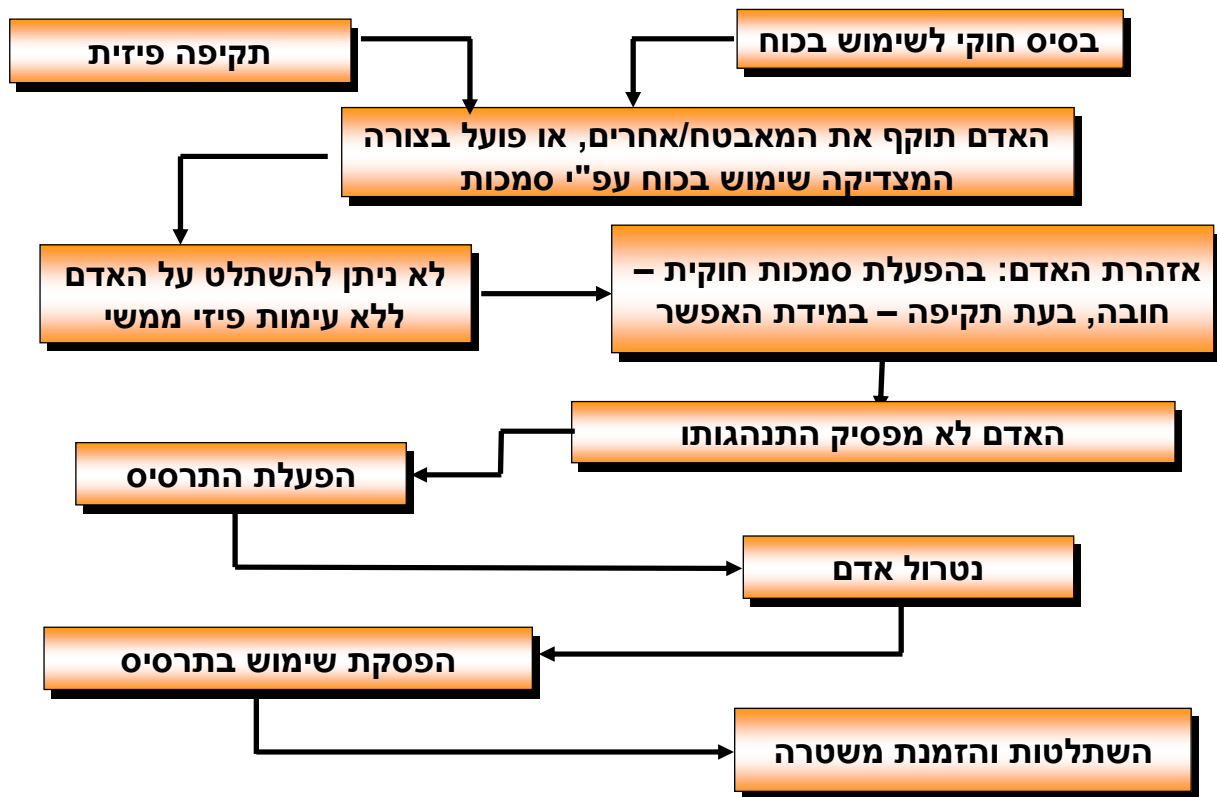 בסיס חוקי לשימוש בכוח
תקיפה פיזית
האדם תוקף את המאבטח/אחרים, או פועל בצורה
המצדיקה שימוש בכוח עפ"י סמכות
לא ניתן להשתלט על האדם
ללא עימות פיזי ממשי
אזהרת האדם: בהפעלת סמכות חוקית –
חובה, בעת תקיפה – במידת האפשר
האדם לא מפסיק התנהגותו
הפעלת התרסיס
נטרול אדם
הפסקת שימוש בתרסיס
השתלטות והזמנת משטרה